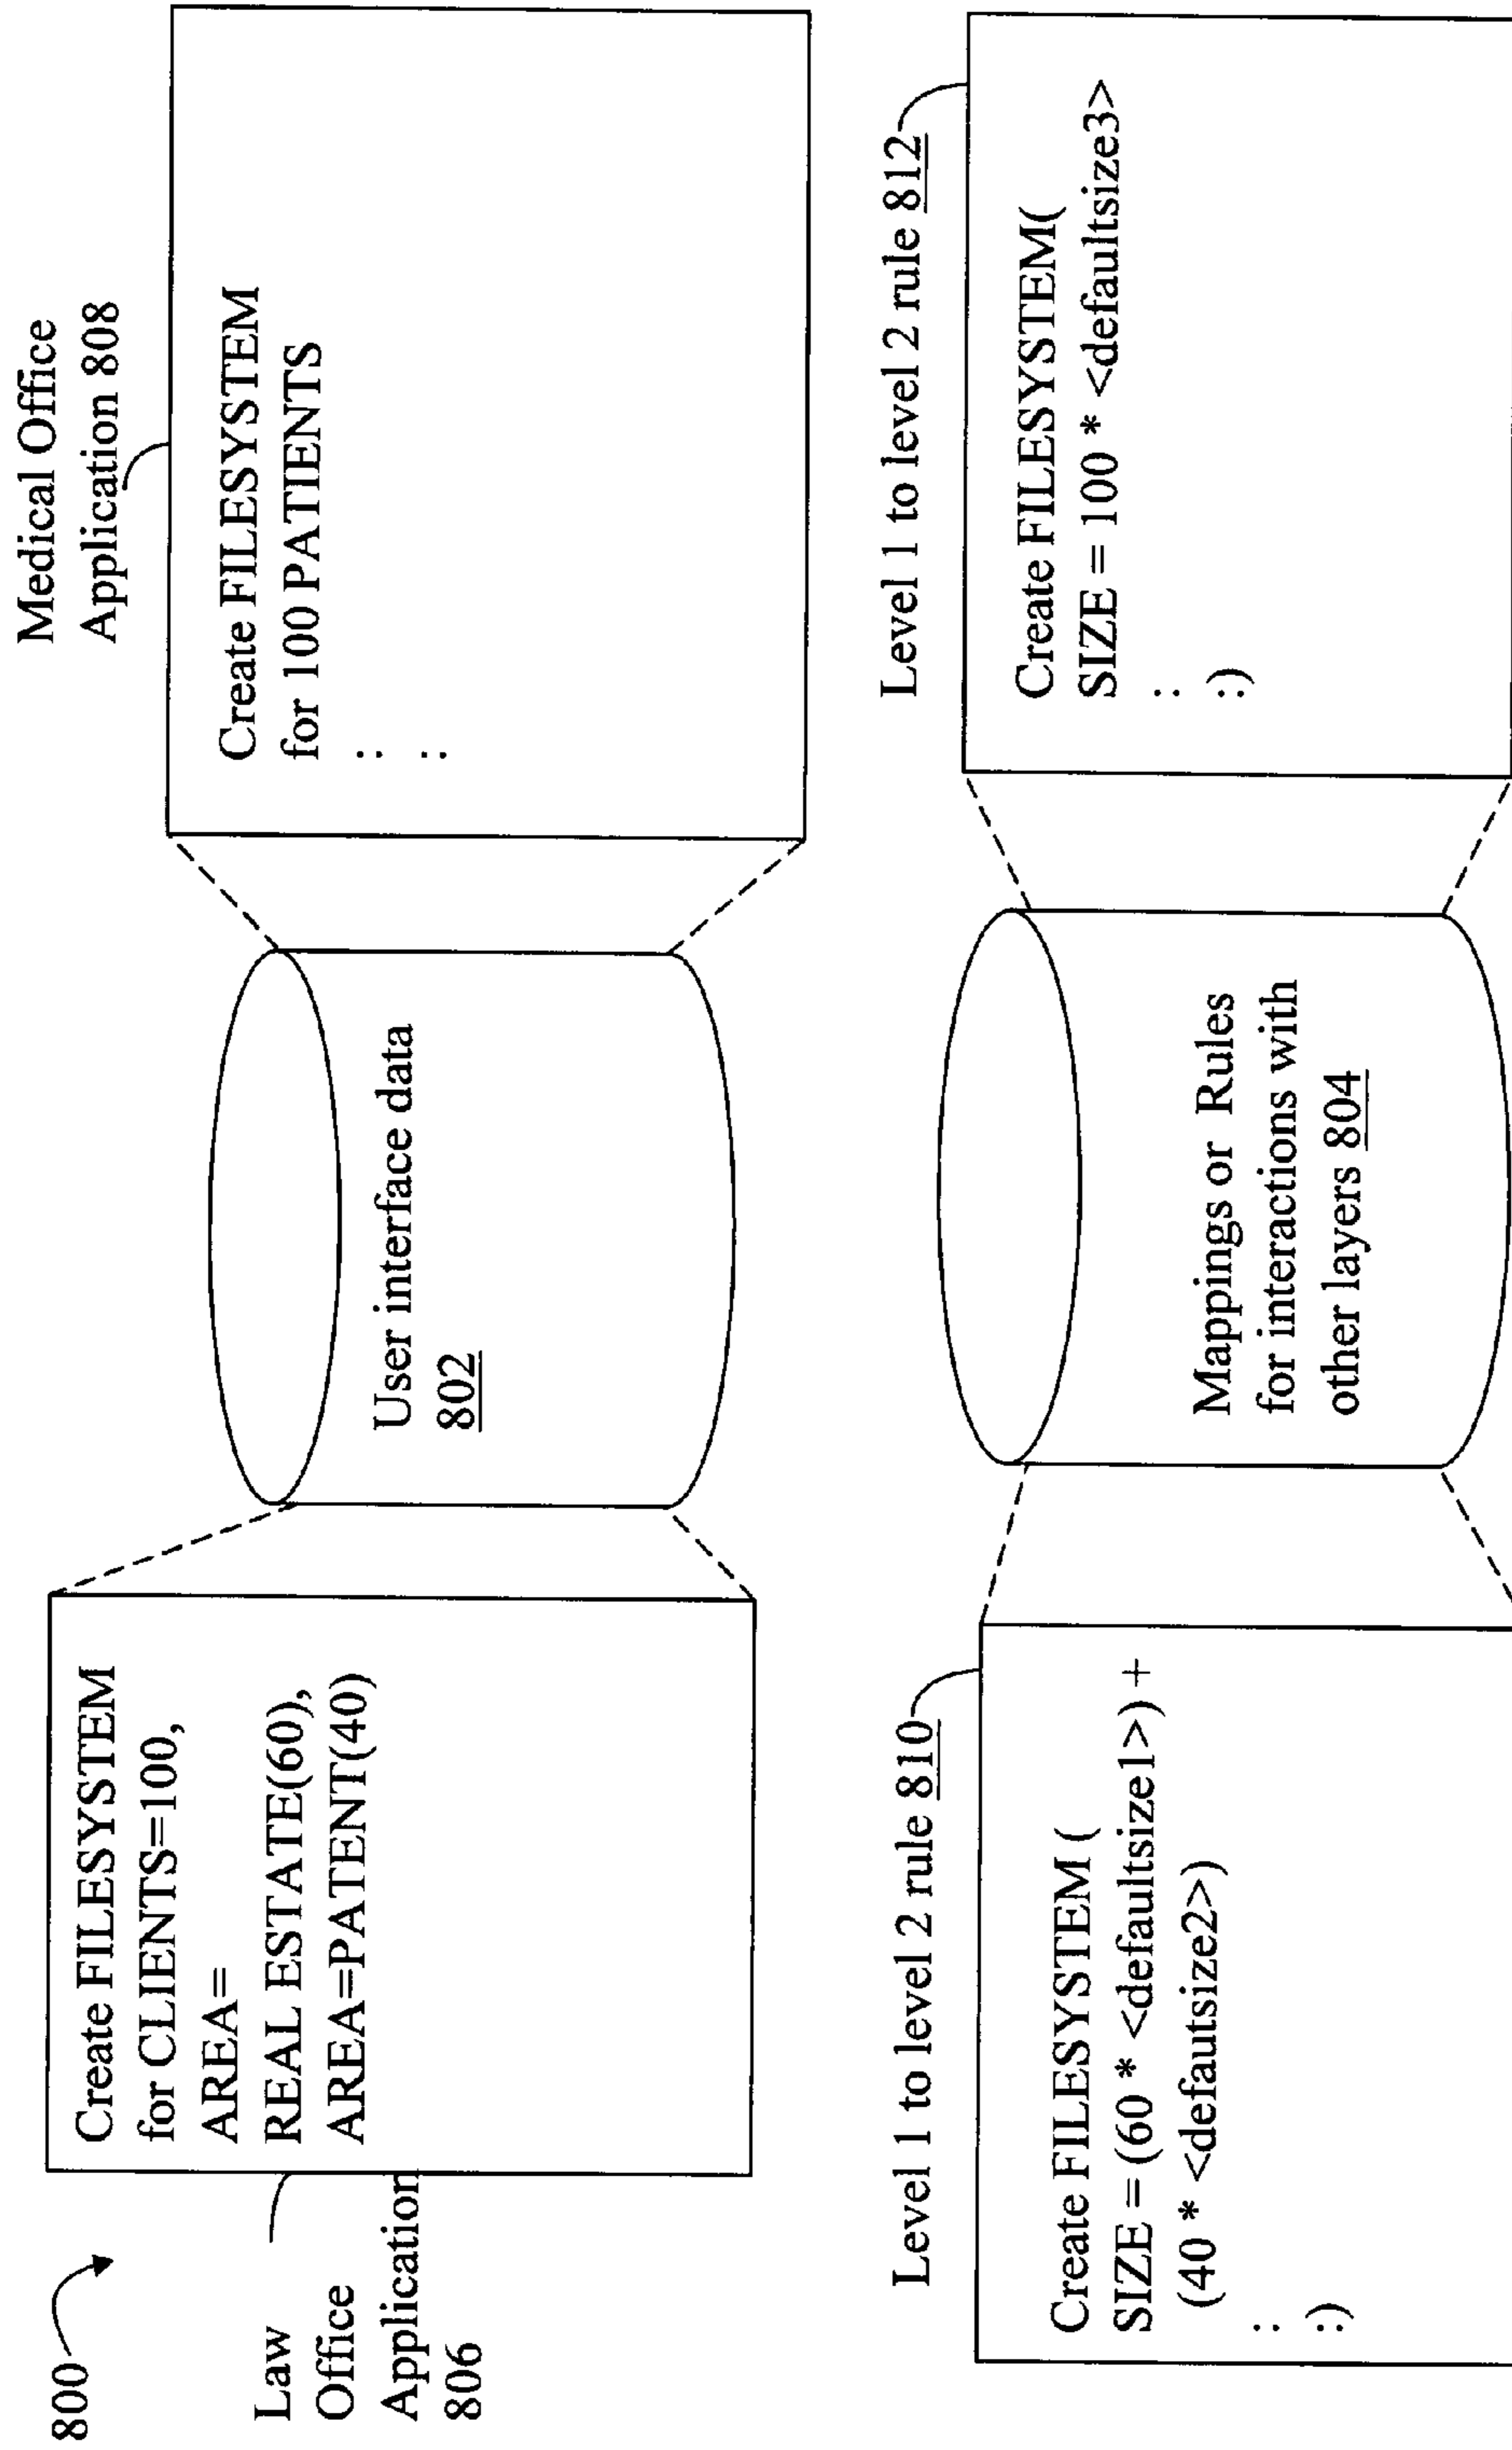 800
Law
Office
Application
806
Create FILESYSTEM
for CLIENTS=100,
AREA=
REAL ESTATE(60),
AREA=PATENT(40)
User interface data
802
Medical Office
Application 808
Create FILESYSTEM
for 100 PATIENTS
:
:
Level 1 to level 2 rule 810
Create FILESYSTEM (
SIZE = (60 * <defaultsize1>) +
(40 * <defautsize2>)
:
:)
Mappings or Rules
for interactions with
other layers 804
Level 1 to level 2 rule 812
Create FILESYSTEM(
SIZE = 100 * <defaultsize3>
:
:)